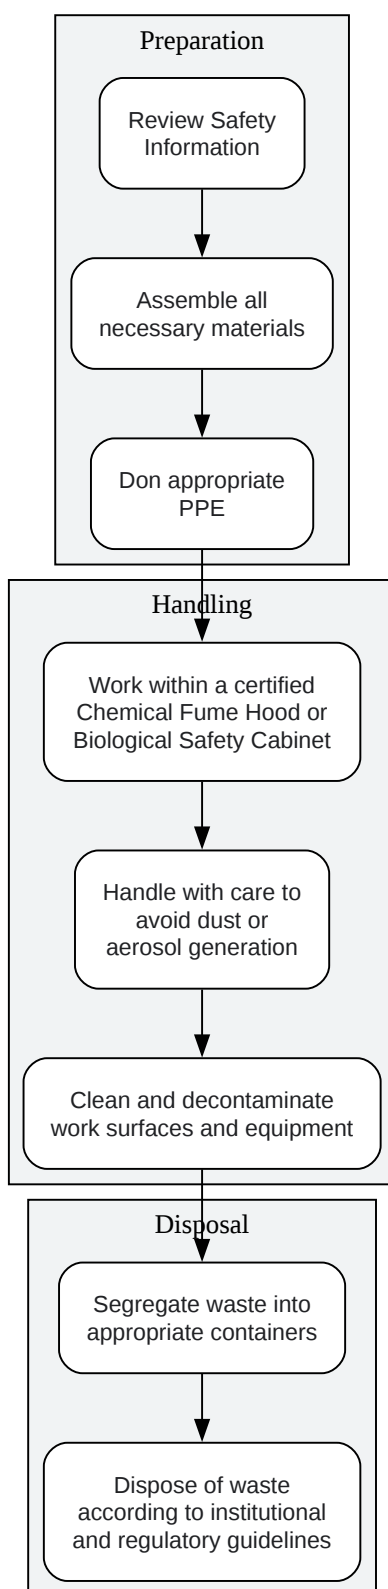 Preparation
Review Safety
Information
Assemble all
necessary materials
Don appropriate
PPE
Handling
Work within a certified
Chemical Fume Hood or
Biological Safety Cabinet
Handle with care to
avoid dust or
aerosol generation
Clean and decontaminate
work surfaces and equipment
Disposal
Segregate waste into
appropriate containers
Dispose of waste
according to institutional
and regulatory guidelines